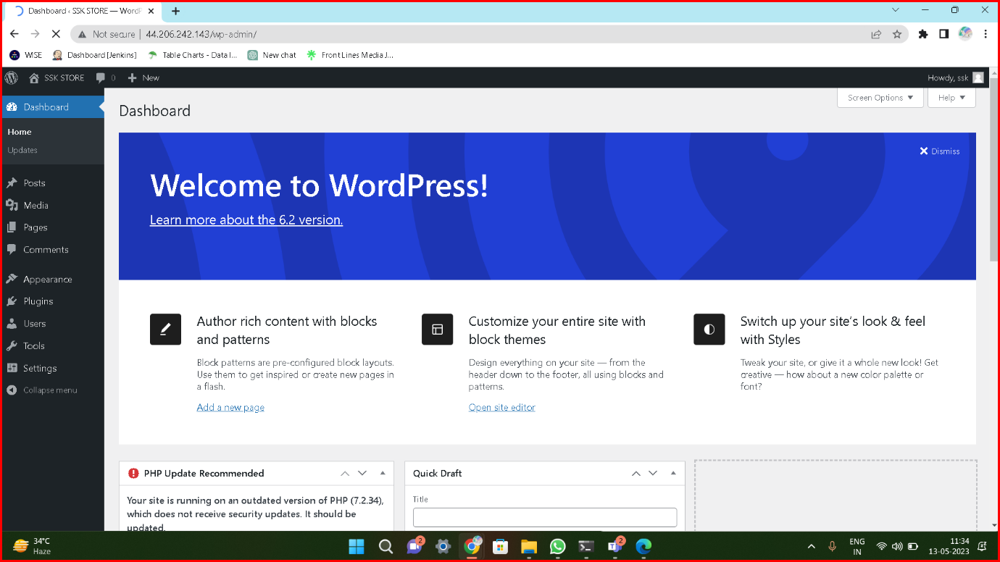 Dashboard ‹ SSK STORE — WordP
Not secure
44.206.242.143/wp-admin/
WISE
Dashboard [Jenkins]
Table Charts - Data I...
New chat
Front Lines Media J...
SSK STORE
0
New
Howdy, ssk
Dashboard
Home
Updates
Posts
Media
Pages
Comments
Appearance
Plugins
Users
Tools
Settings
Collapse menu
Dashboard
Screen Options ▼
Help ▼
Dismiss
Welcome to WordPress!
Learn more about the 6.2 version.
Author rich content with blocks
and patterns
Block patterns are pre-configured block layouts.
Use them to get inspired or create new pages in
a flash.
Add a new page
Customize your entire site with
block themes
Design everything on your site — from the
header down to the footer, all using blocks and
patterns.
Open site editor
Switch up your site’s look & feel
with Styles
Tweak your site, or give it a whole new look! Get
creative — how about a new color palette or
font?
PHP Update Recommended
Your site is running on an outdated version of PHP (7.2.34),
which does not receive security updates. It should be
updated.
Quick Draft
Title
34°C
Haze
2
2
ENG
IN
11:34
13-05-2023